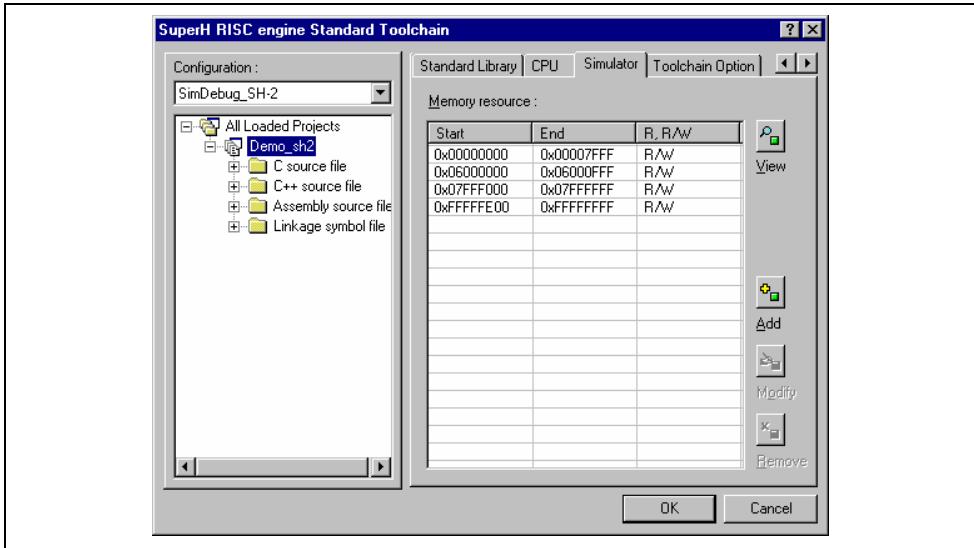 SuperH RISC engine Standard Toolchain
Configuration :
SimDebug_SH-2
All Loaded Projects
Demo_sh2
C source file
C++ source file
Assembly source file
Linkage symbol file
Standard Library CPU Simulator Toolchain Option
Memory resource :
Start End R, R/W
0x00000000 0x00007FFF R/W
0x06000000 0x06000FFF R/W
0x07FFF000 0x07FFFFFF R/W
0xFFFFFE00 0xFFFFFFFF R/W
View
Add
Modify
Remove
OK Cancel